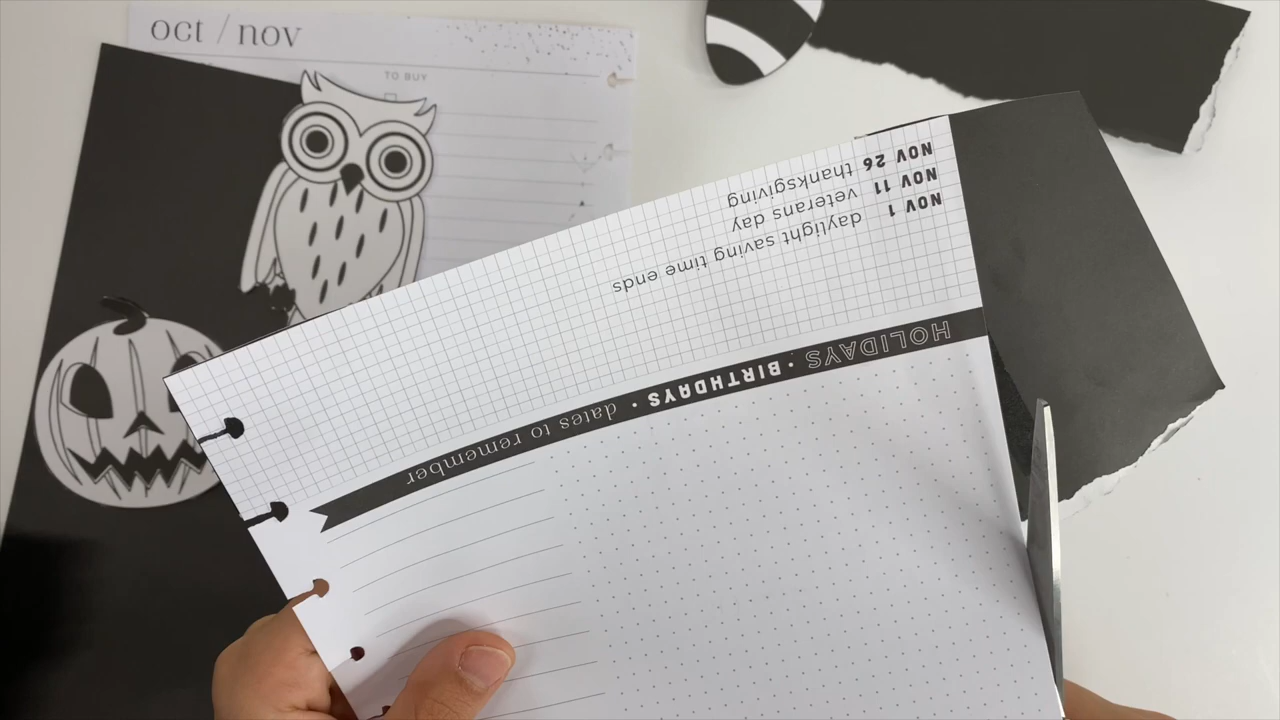 oct / nov
TO BUY
HOLIDAYS · BIRTHDAYS · dates to remember
NOV 1 daylight saving time ends
NOV 11 veterans day
NOV 26 thanksgiving